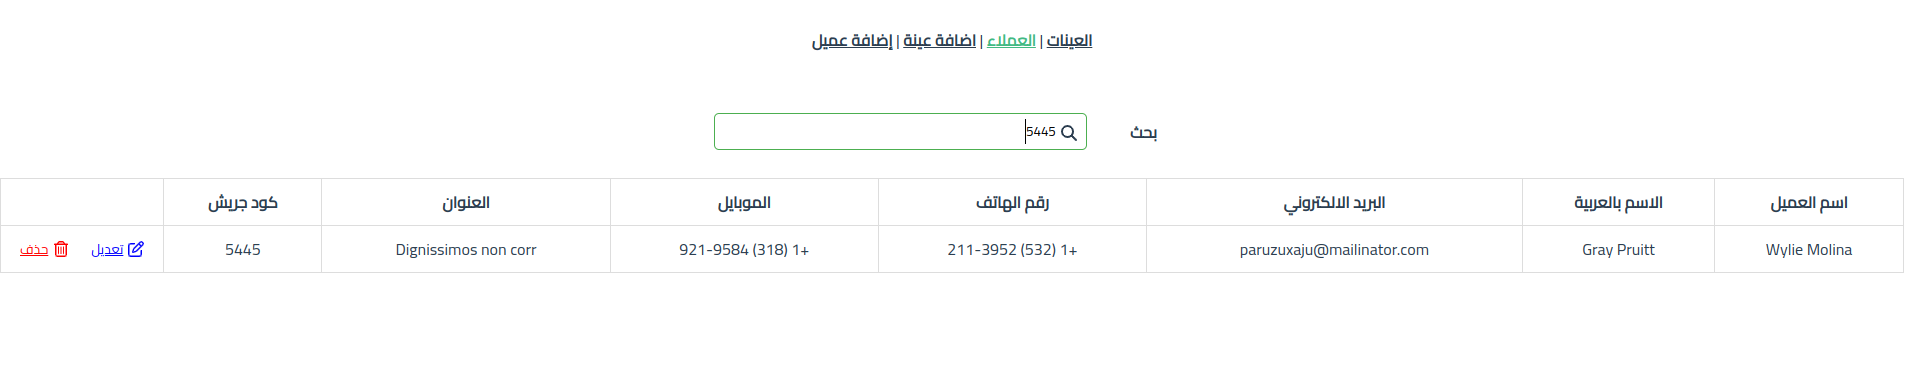 العينات | العملاء | اضافة عينة | إضافة عميل
بحث 5445
اسم العميل الاسم بالعربية البريد الالكتروني رقم الهاتف الموبايل العنوان كود جريش
Wylie Molina Gray Pruitt paruzuxaju@mailinator.com +1 (532) 211-3952 +1 (318) 921-9584 Dignissimos non corr 5445 تعديل حذف